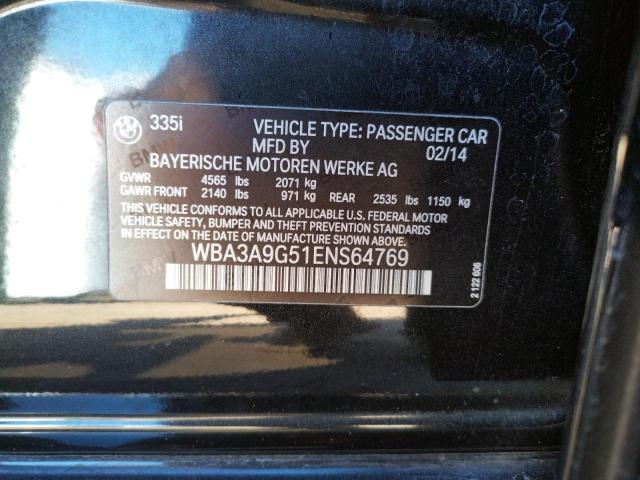 335i VEHICLE TYPE: PASSENGER CAR
MFD BY 02/14
BAYERISCHE MOTOREN WERKE AG
GVWR 4565 lbs 2071 kg
GAWR FRONT 2140 lbs 971 kg REAR 2535 lbs 1150 kg
THIS VEHICLE CONFORMS TO ALL APPLICABLE U.S. FEDERAL MOTOR
VEHICLE SAFETY, BUMPER AND THEFT PREVENTION STANDARDS
IN EFFECT ON THE DATE OF MANUFACTURE SHOWN ABOVE.
WBA3A9G51ENS64769
2 122 606